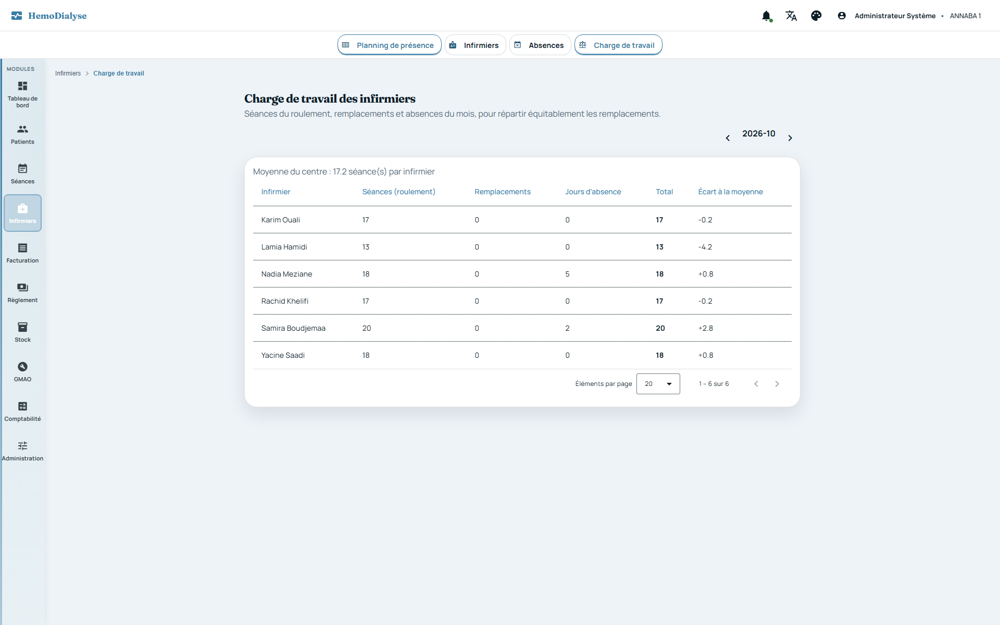 HemoDialyse
Administrateur Système • ANNABA 1
Planning de présence
Infirmiers
Absences
Charge de travail
MODULES
Tableau de
bord
Patients
Séances
Infirmiers
Facturation
Règlement
Stock
GMAO
Comptabilité
Administration
Infirmiers > Charge de travail
Charge de travail des infirmiers
Séances du roulement, remplacements et absences du mois, pour répartir équitablement les remplacements.
2026-10
Moyenne du centre : 17.2 séance(s) par infirmier
Infirmier Séances (roulement) Remplacements Jours d'absence Total Écart à la moyenne
Karim Ouali 17 0 0 17 -0.2
Lamia Hamidi 13 0 0 13 -4.2
Nadia Meziane 18 0 5 18 +0.8
Rachid Khelifi 17 0 0 17 -0.2
Samira Boudjemaa 20 0 2 20 +2.8
Yacine Saadi 18 0 0 18 +0.8
Éléments par page 20 1 – 6 sur 6